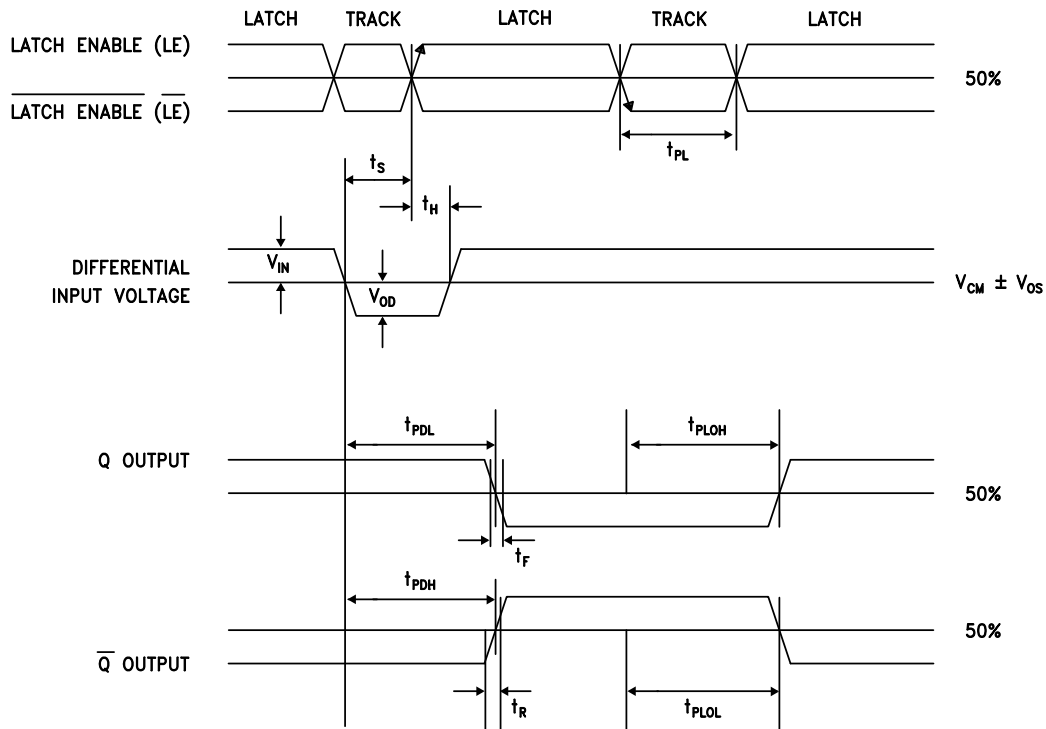 LATCH TRACK LATCH TRACK LATCH
LATCH ENABLE (LE)
50%
LATCH ENABLE (LE)
tPL
tS
tH
DIFFERENTIAL
INPUT VOLTAGE
VIN
VOD
VCM ± VOS
tPDL
tPLOH
Q OUTPUT
50%
tF
tPDH
50%
Q OUTPUT
tR
tPLOL